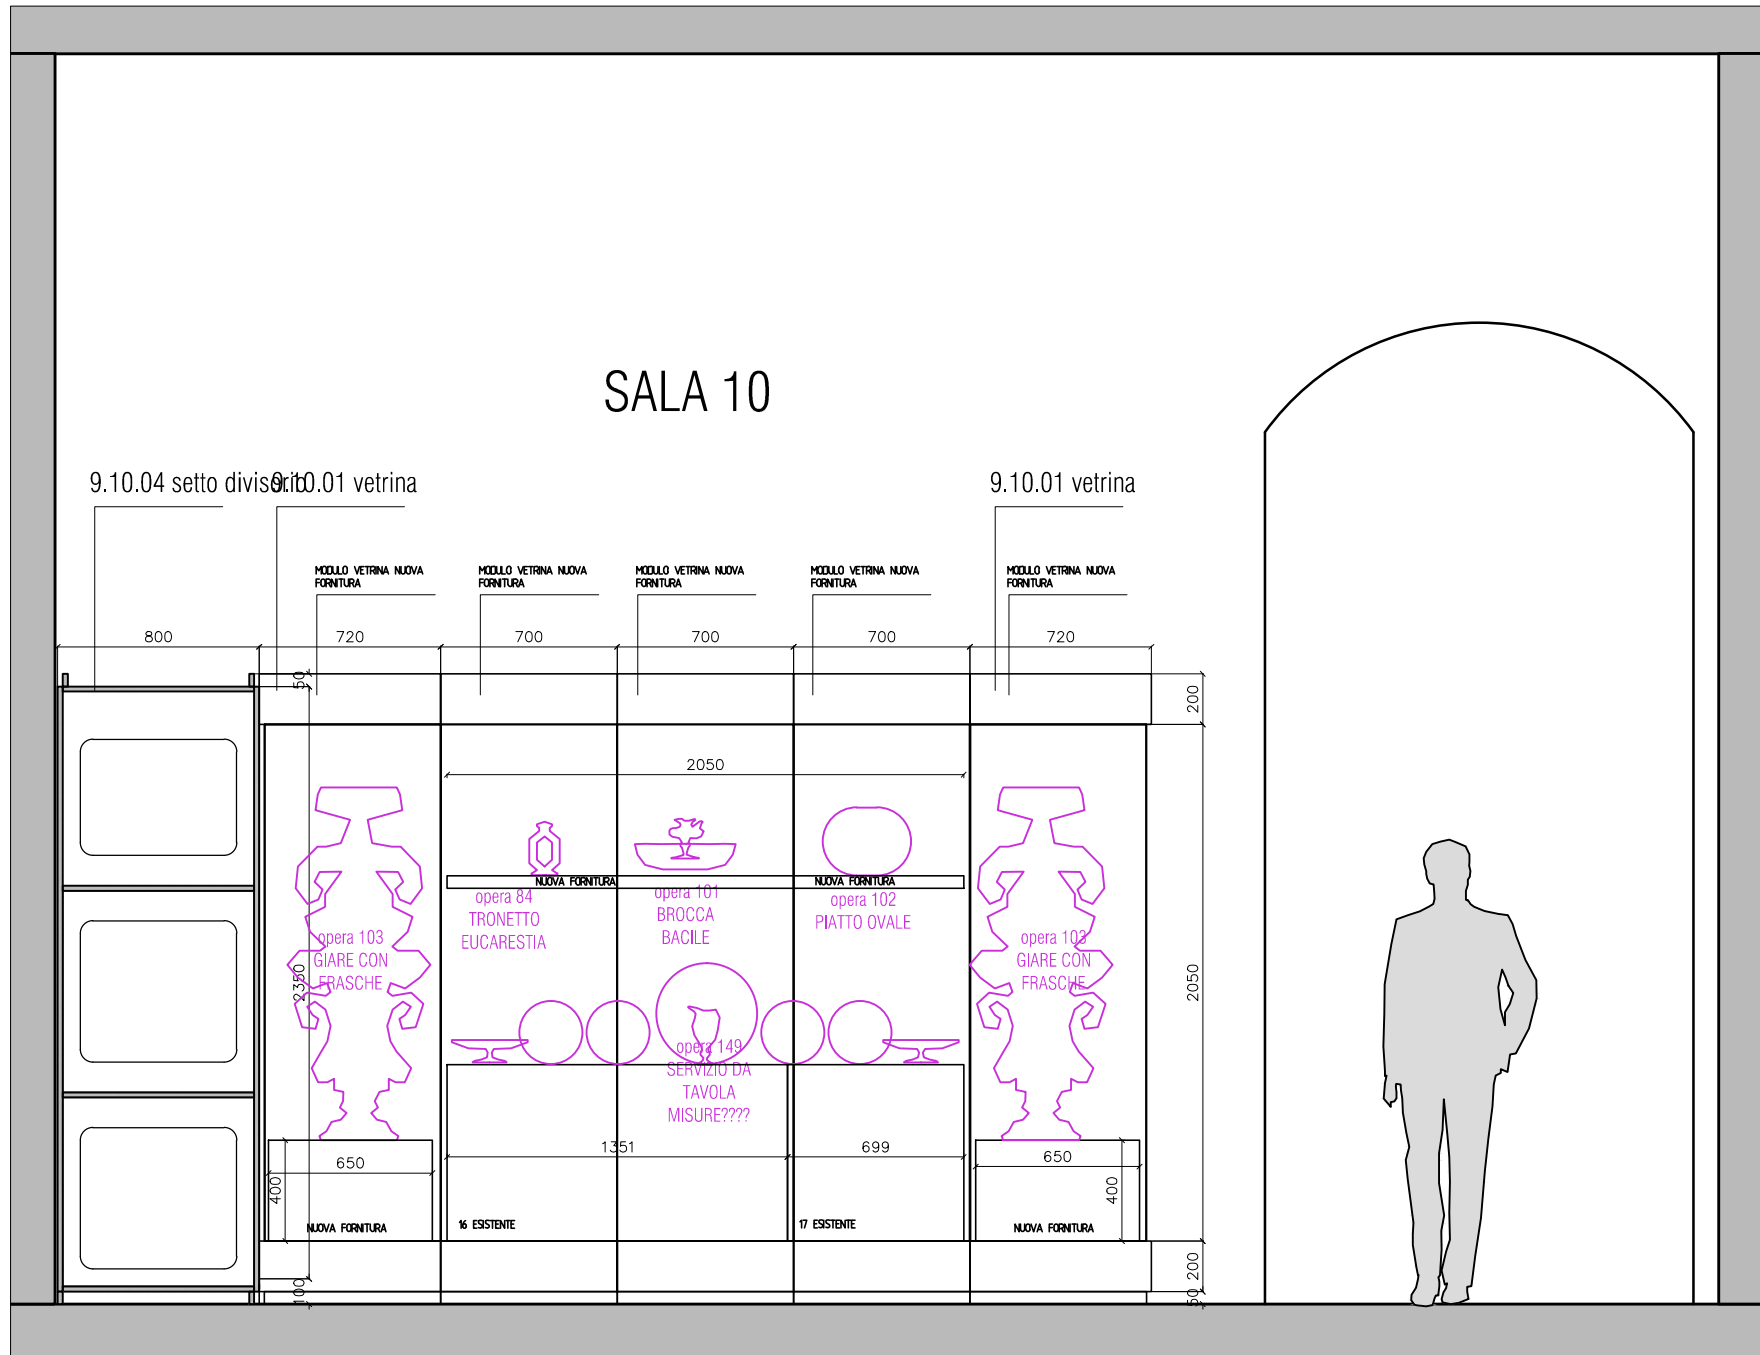 SALA 10
9.10.04 setto divisorio
9.10.01 vetrina
9.10.01 vetrina
MODULO VETRINA NUOVA
FORNITURA
MODULO VETRINA NUOVA
FORNITURA
MODULO VETRINA NUOVA
FORNITURA
MODULO VETRINA NUOVA
FORNITURA
MODULO VETRINA NUOVA
FORNITURA
800
720
700
700
700
720
50
200
2050
NUOVA FORNITURA
NUOVA FORNITURA
opera 84
TRONETTO
EUCARESTIA
opera 101
BROCCA
BACILE
opera 102
PIATTO OVALE
opera 103
GIARE CON
FRASCHE
opera 103
GIARE CON
FRASCHE
2350
2050
opera 149
SERVIZIO DA
TAVOLA
MISURE????
1351
699
650
650
400
400
NUOVA FORNITURA
16 ESISTENTE
17 ESISTENTE
NUOVA FORNITURA
200
100
50